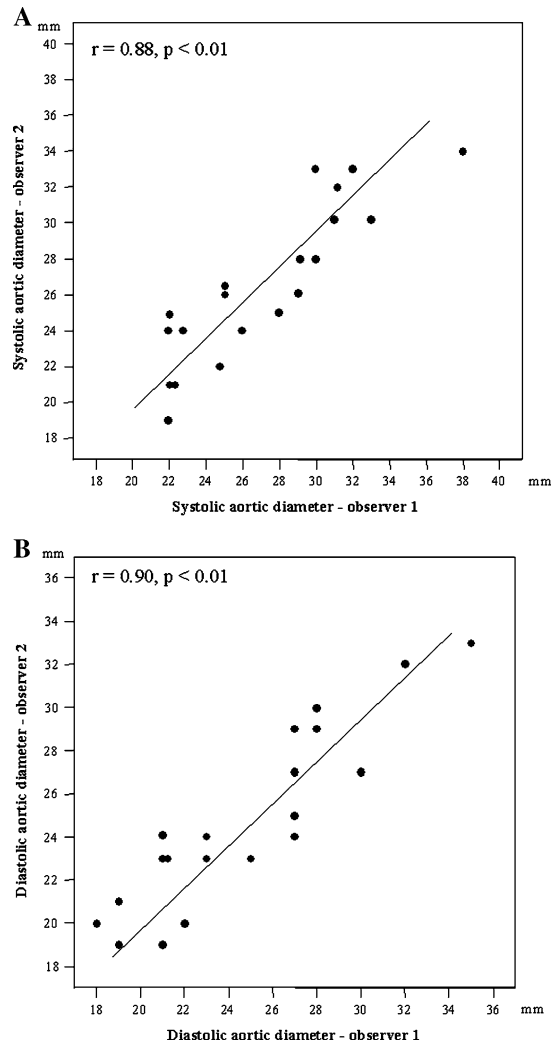 A
mm
r = 0.88, p < 0.01
40
38
36
34
32
30
28
26
24
22
20
18
Systolic aortic diameter - observer 2
18 20 22 24 26 28 30 32 34 36 38 40 mm
Systolic aortic diameter - observer 1
B
mm
r = 0.90, p < 0.01
36
34
32
30
28
26
24
22
20
18
Diastolic aortic diameter - observer 2
18 20 22 24 26 28 30 32 34 36 mm
Diastolic aortic diameter - observer 1